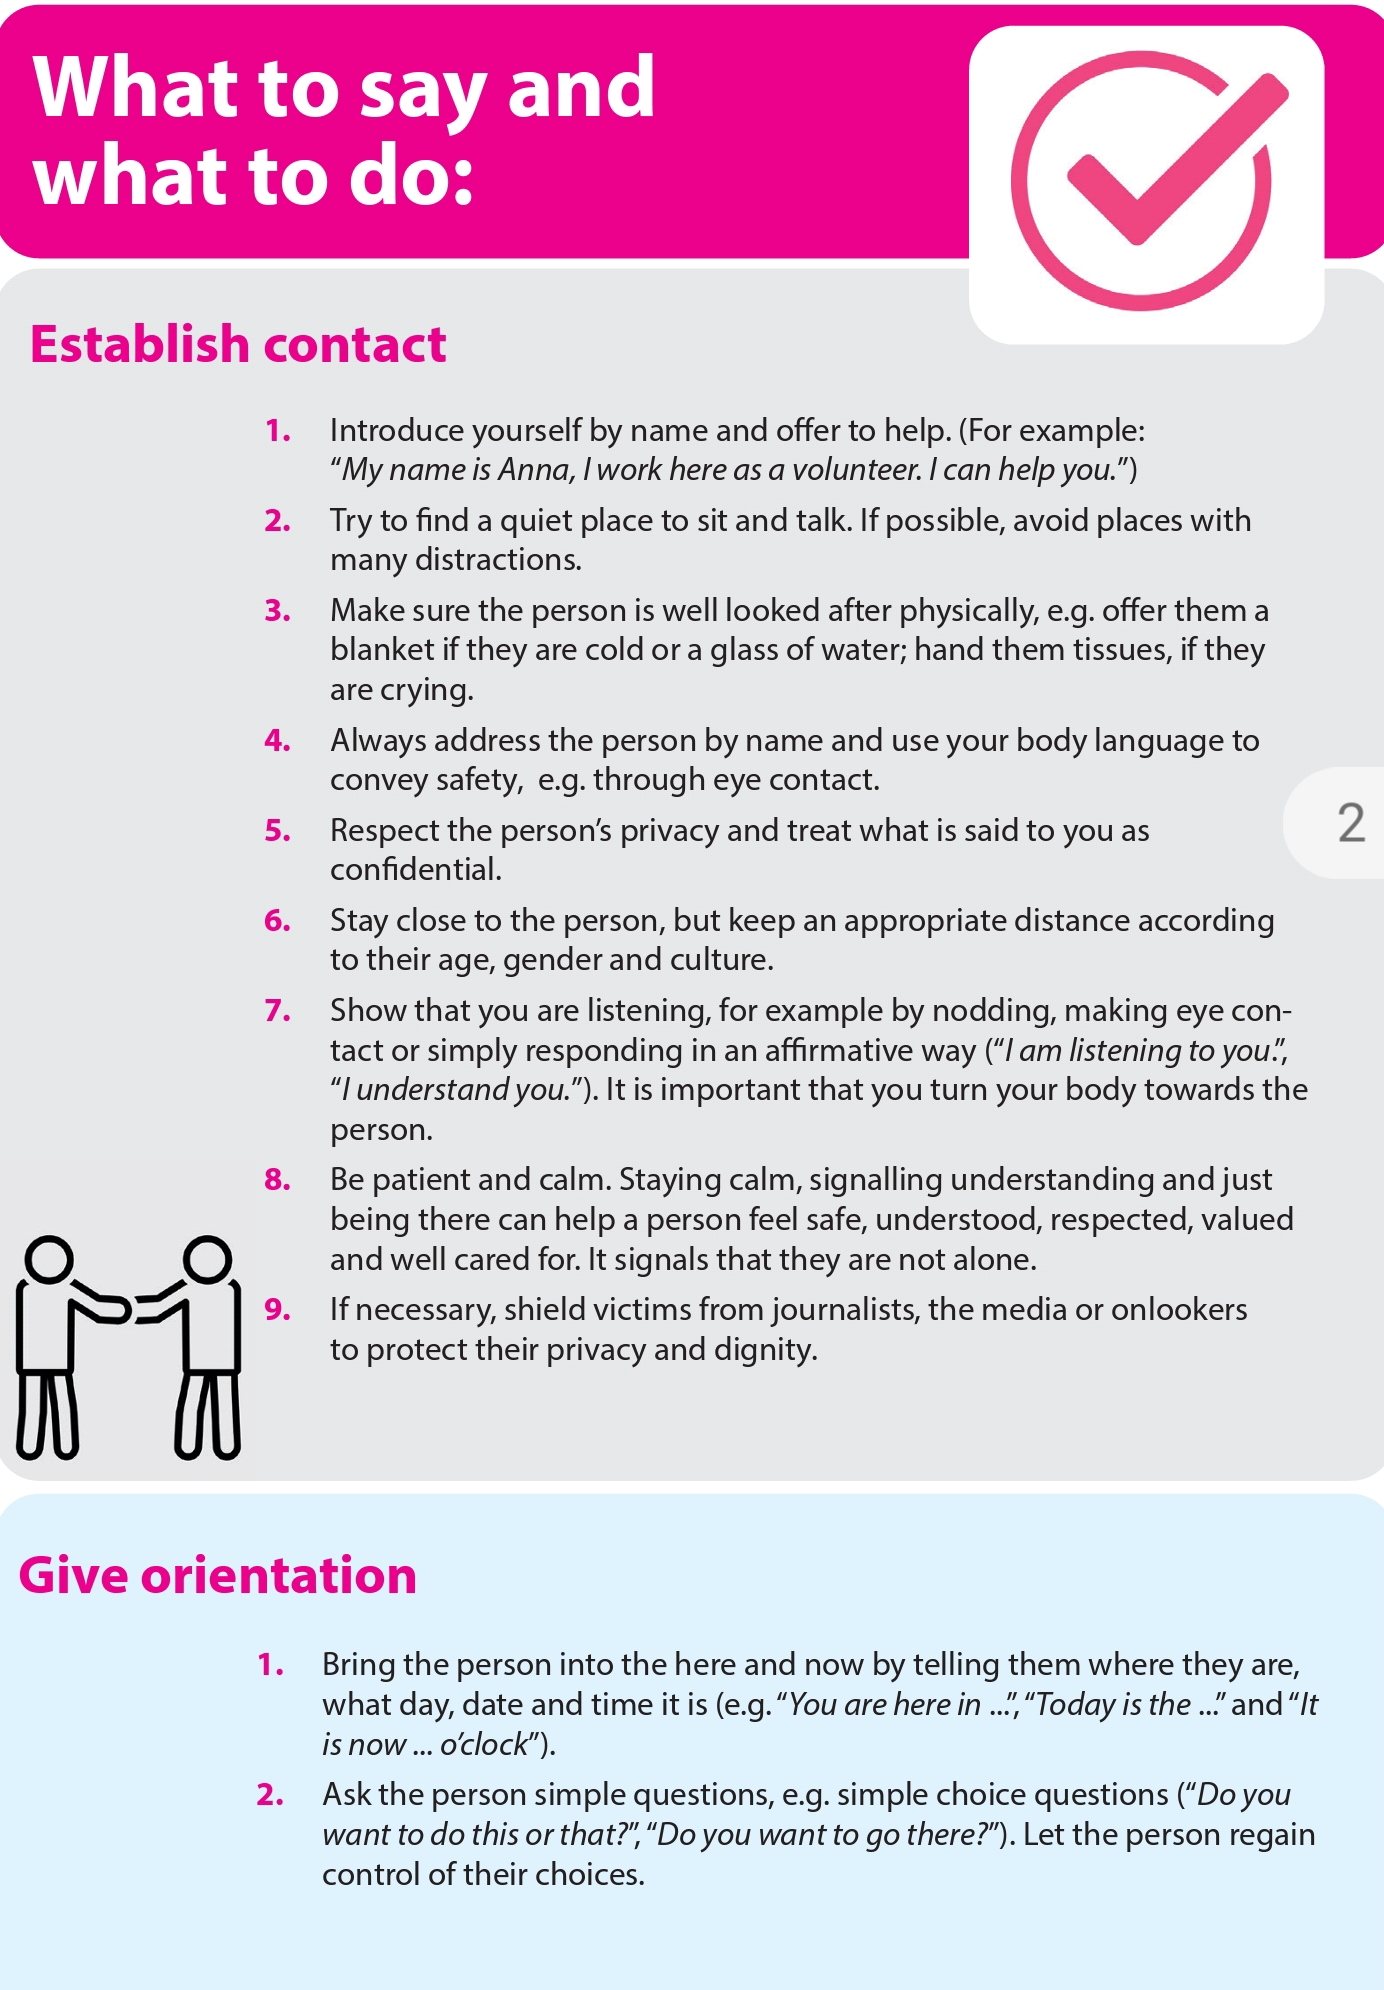 What to say and
what to do:
Establish contact
1. Introduce yourself by name and offer to help. (For example:
“My name is Anna, I work here as a volunteer. I can help you.”)
2. Try to find a quiet place to sit and talk. If possible, avoid places with
many distractions.
3. Make sure the person is well looked after physically, e.g. offer them a
blanket if they are cold or a glass of water; hand them tissues, if they
are crying.
4. Always address the person by name and use your body language to
convey safety,  e.g. through eye contact.
2
5. Respect the person’s privacy and treat what is said to you as
confidential.
6. Stay close to the person, but keep an appropriate distance according
to their age, gender and culture.
7. Show that you are listening, for example by nodding, making eye con-
tact or simply responding in an affirmative way (“I am listening to you.”,
“I understand you.”). It is important that you turn your body towards the
person.
8. Be patient and calm. Staying calm, signalling understanding and just
being there can help a person feel safe, understood, respected, valued
and well cared for. It signals that they are not alone.
9. If necessary, shield victims from journalists, the media or onlookers
to protect their privacy and dignity.
Give orientation
1. Bring the person into the here and now by telling them where they are,
what day, date and time it is (e.g. “You are here in ...”, “Today is the ...” and “It
is now ... o’clock”).
2. Ask the person simple questions, e.g. simple choice questions (“Do you
want to do this or that?”, “Do you want to go there?”). Let the person regain
control of their choices.